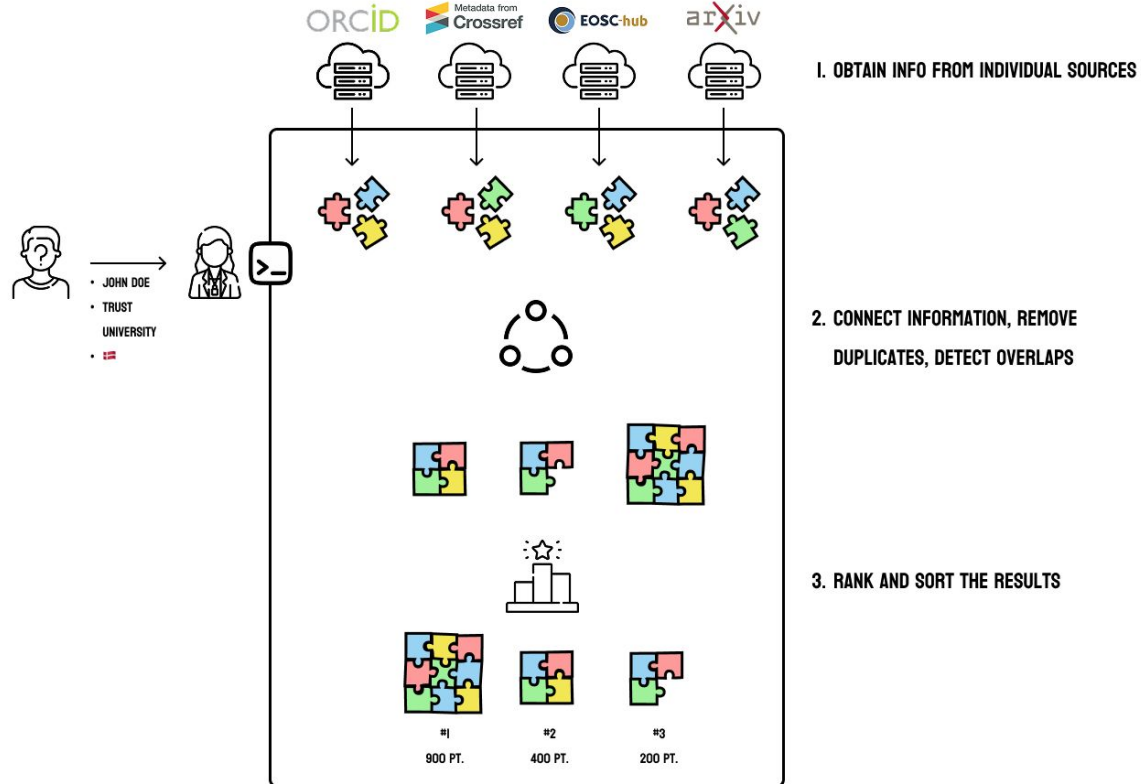 ORCID
Metadata from
Crossref
EOSC-hub
arXiv
1. OBTAIN INFO FROM INDIVIDUAL SOURCES
?
>_
• JOHN DOE
• TRUST
UNIVERSITY
•
2. CONNECT INFORMATION, REMOVE
DUPLICATES, DETECT OVERLAPS
3. RANK AND SORT THE RESULTS
#1
900 PT.
#2
400 PT.
#3
200 PT.